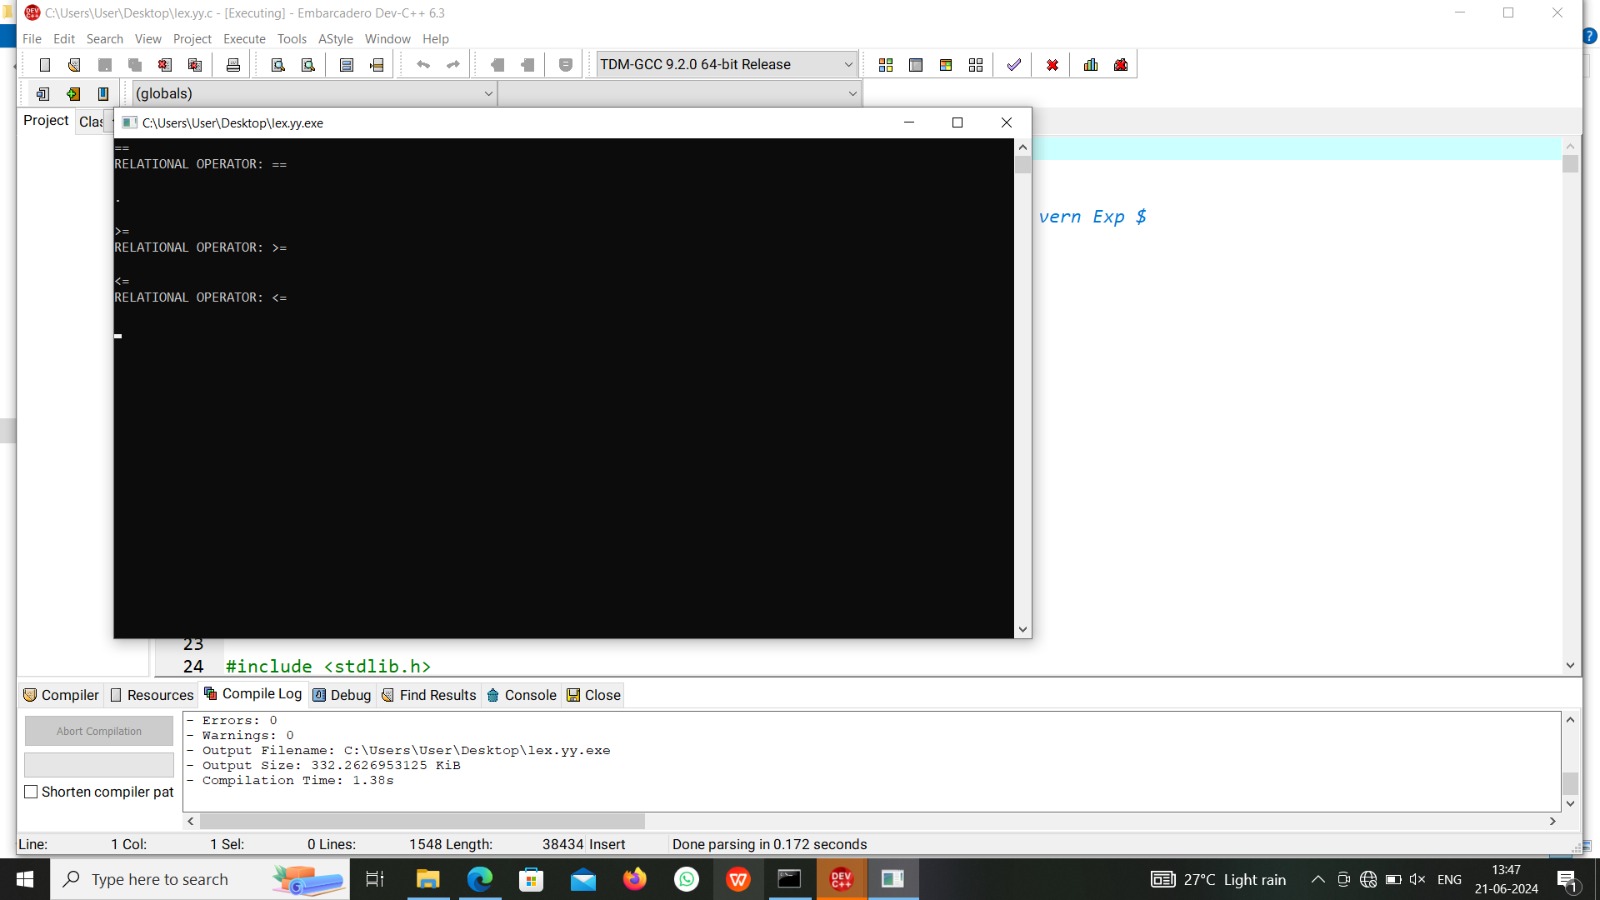 C:\Users\User\Desktop\lex.yy.c - [Executing] - Embarcadero Dev-C++ 6.3
File Edit Search View Project Execute Tools AStyle Window Help
TDM-GCC 9.2.0 64-bit Release
(globals)
Project Clas
C:\Users\User\Desktop\lex.yy.exe
==
RELATIONAL OPERATOR: ==
.
>=
RELATIONAL OPERATOR: >=
<=
RELATIONAL OPERATOR: <=
vern Exp $
23
24 #include <stdlib.h>
Compiler Resources Compile Log Debug Find Results Console Close
Abort Compilation
Shorten compiler pat
- Errors: 0
- Warnings: 0
- Output Filename: C:\Users\User\Desktop\lex.yy.exe
- Output Size: 332.2626953125 KiB
- Compilation Time: 1.38s
Line: 1 Col: 1 Sel: 0 Lines: 1548 Length: 38434 Insert Done parsing in 0.172 seconds
Type here to search
DEV C++
27°C Light rain
ENG
13:47
21-06-2024
1